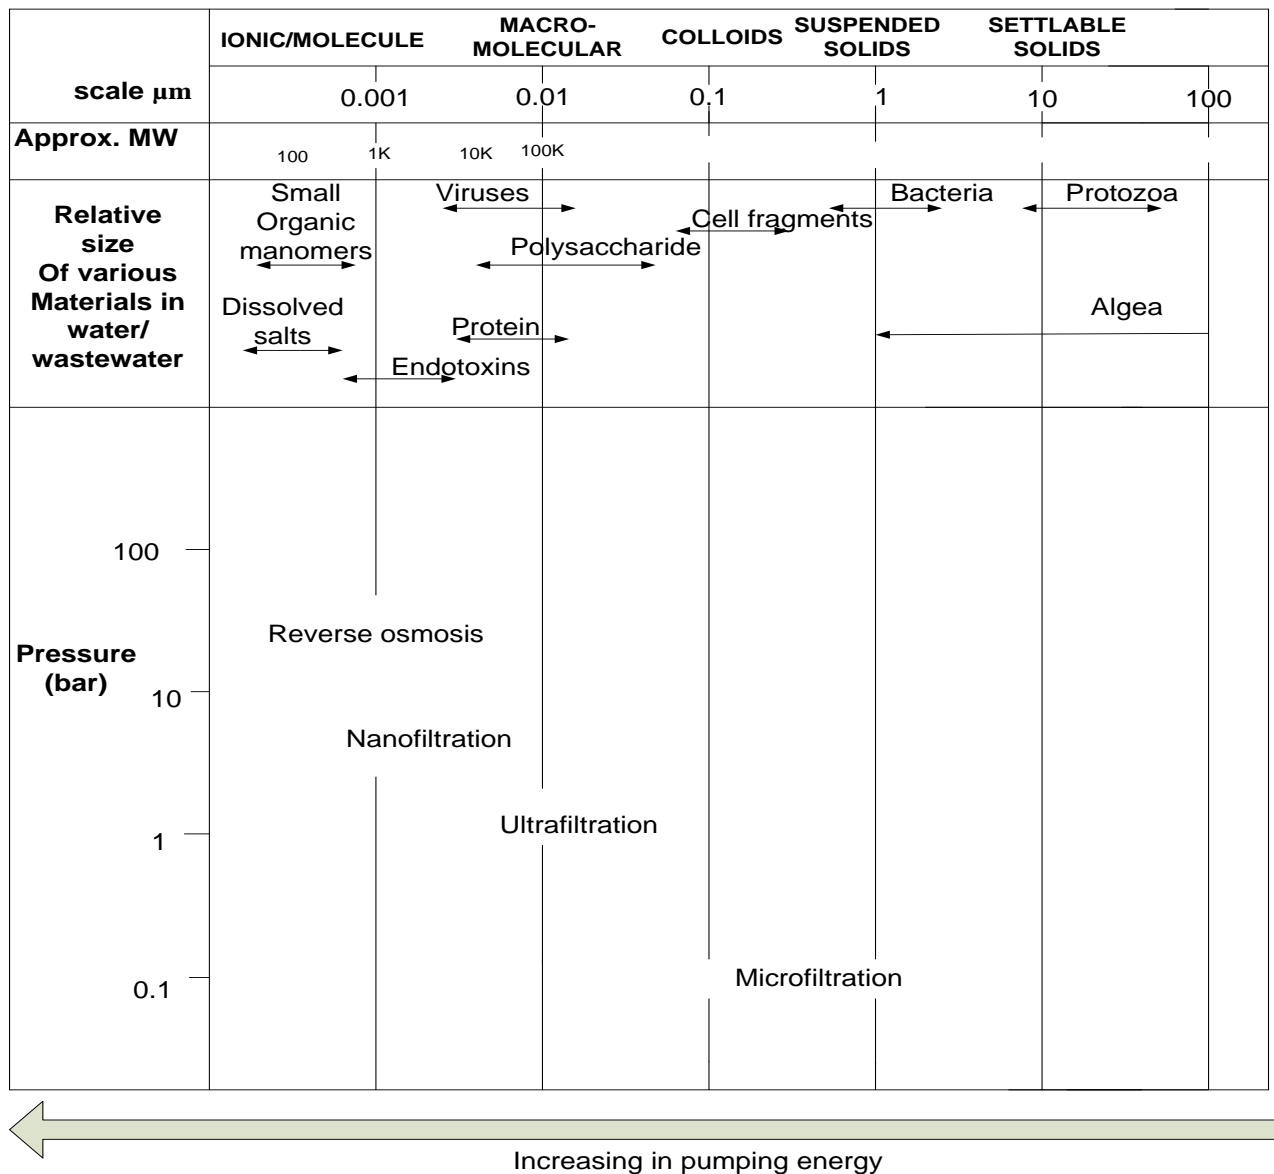 IONIC/MOLECULE
MACRO-
MOLECULAR
COLLOIDS
SUSPENDED
SOLIDS
SETTLABLE
SOLIDS
scale µm
0.001
0.01
0.1
1
10
100
Approx. MW
100
1K
10K
100K
Relative
size
Of various
Materials in
water/
wastewater
Small
Organic
manomers
Viruses
Bacteria
Protozoa
Cell fragments
Polysaccharide
Dissolved
salts
Protein
Algea
Endotoxins
100
Reverse osmosis
Pressure
(bar)
10
Nanofiltration
Ultrafiltration
1
Microfiltration
0.1
Increasing in pumping energy